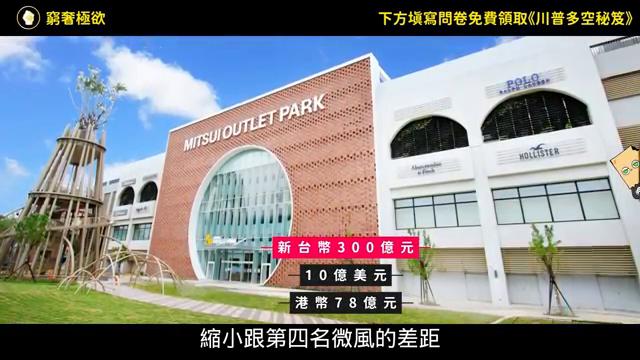 窮奢極欲
下方填寫問卷免費領取《川普多空秘笈》
MITSUI OUTLET PARK
POLO
RALPH LAUREN
Abercrombie
& Fitch
HOLLISTER
新台幣300億元
10億美元
港幣78億元
縮小跟第四名微風的差距